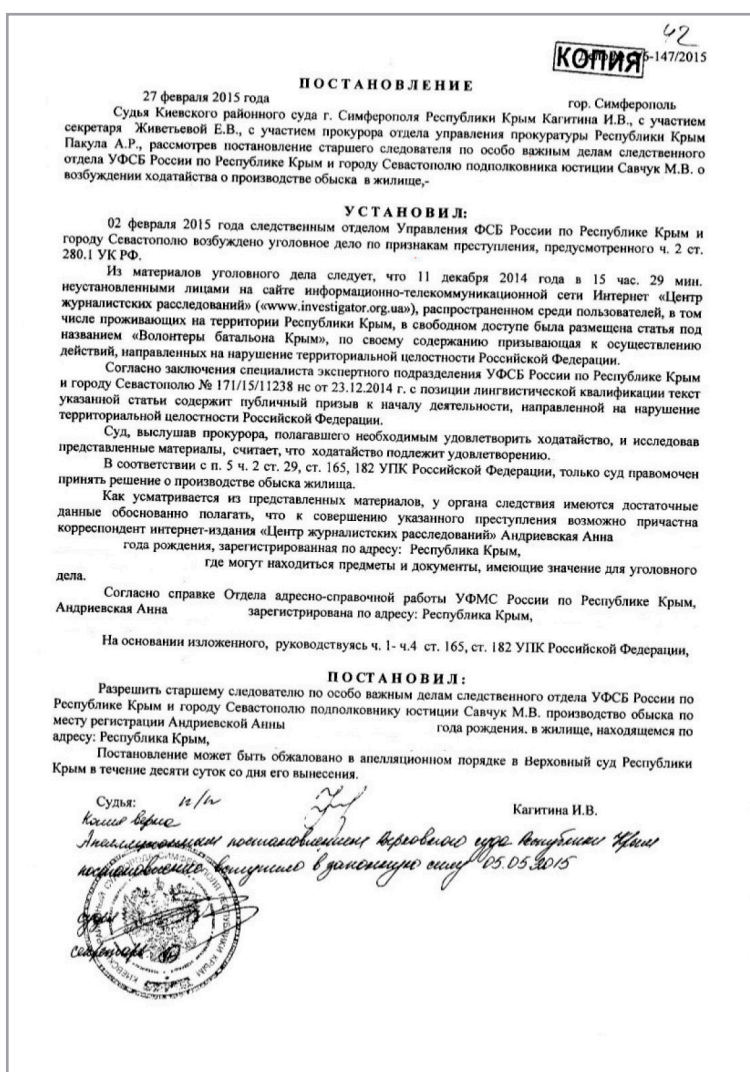 42
КОПИЯ
5-147/2015
ПОСТАНОВЛЕНИЕ
27 февраля 2015 года гор. Симферополь
Судья Киевского районного суда г. Симферополя Республики Крым Кагитина И.В., с участием
секретаря Живетьевой Е.В., с участием прокурора отдела управления прокуратуры Республики Крым
Пакула А.Р., рассмотрев постановление старшего следователя по особо важным делам следственного
отдела УФСБ России по Республике Крым и городу Севастополю подполковника юстиции Савчук М.В. о
возбуждении ходатайства о производстве обыска в жилище,-
УСТАНОВИЛ:
02 февраля 2015 года следственным отделом Управления ФСБ России по Республике Крым и
городу Севастополю возбуждено уголовное дело по признакам преступления, предусмотренного ч. 2 ст.
280.1 УК РФ.
Из материалов уголовного дела следует, что 11 декабря 2014 года в 15 час. 29 мин.
неустановленными лицами на сайте информационно-телекоммуникационной сети Интернет «Центр
журналистских расследований» («www.investigator.org.ua»), распространенном среди пользователей, в том
числе проживающих на территории Республики Крым, в свободном доступе была размещена статья под
названием «Волонтеры батальона Крым», по своему содержанию призывающая к осуществлению
действий, направленных на нарушение территориальной целостности Российской Федерации.
Согласно заключения специалиста экспертного подразделения УФСБ России по Республике Крым
и городу Севастополю № 171/15/11238 нс от 23.12.2014 г. с позиции лингвистической квалификации текст
указанной статьи содержит публичный призыв к началу деятельности, направленной на нарушение
территориальной целостности Российской Федерации.
Суд, выслушав прокурора, полагавшего необходимым удовлетворить ходатайство, и исследовав
представленные материалы, считает, что ходатайство подлежит удовлетворению.
В соответствии с п. 5 ч. 2 ст. 29, ст. 165, 182 УПК Российской Федерации, только суд правомочен
принять решение о производстве обыска жилища.
Как усматривается из представленных материалов, у органа следствия имеются достаточные
данные обоснованно полагать, что к совершению указанного преступления возможно причастна
корреспондент интернет-издания «Центр журналистских расследований» Андриевская Анна
года рождения, зарегистрированная по адресу: Республика Крым,
где могут находиться предметы и документы, имеющие значение для уголовного
дела.
Согласно справке Отдела адресно-справочной работы УФМС России по Республике Крым,
Андриевская Анна зарегистрирована по адресу: Республика Крым,
На основании изложенного, руководствуясь ч. 1- ч.4 ст. 165, ст. 182 УПК Российской Федерации,
ПОСТАНОВИЛ:
Разрешить старшему следователю по особо важным делам следственного отдела УФСБ России по
Республике Крым и городу Севастополю подполковнику юстиции Савчук М.В. производство обыска по
месту регистрации Андриевской Анны года рождения. в жилище, находящемся по
адресу: Республика Крым,
Постановление может быть обжаловано в апелляционном порядке в Верховный суд Республики
Крым в течение десяти суток со дня его вынесения.
Судья: п/п Кагитина И.В.
Копия верна
Апелляционным постановлением Верховного суда Республики Крым
постановление вступило в законную силу 05.05.2015
судья
секретарь